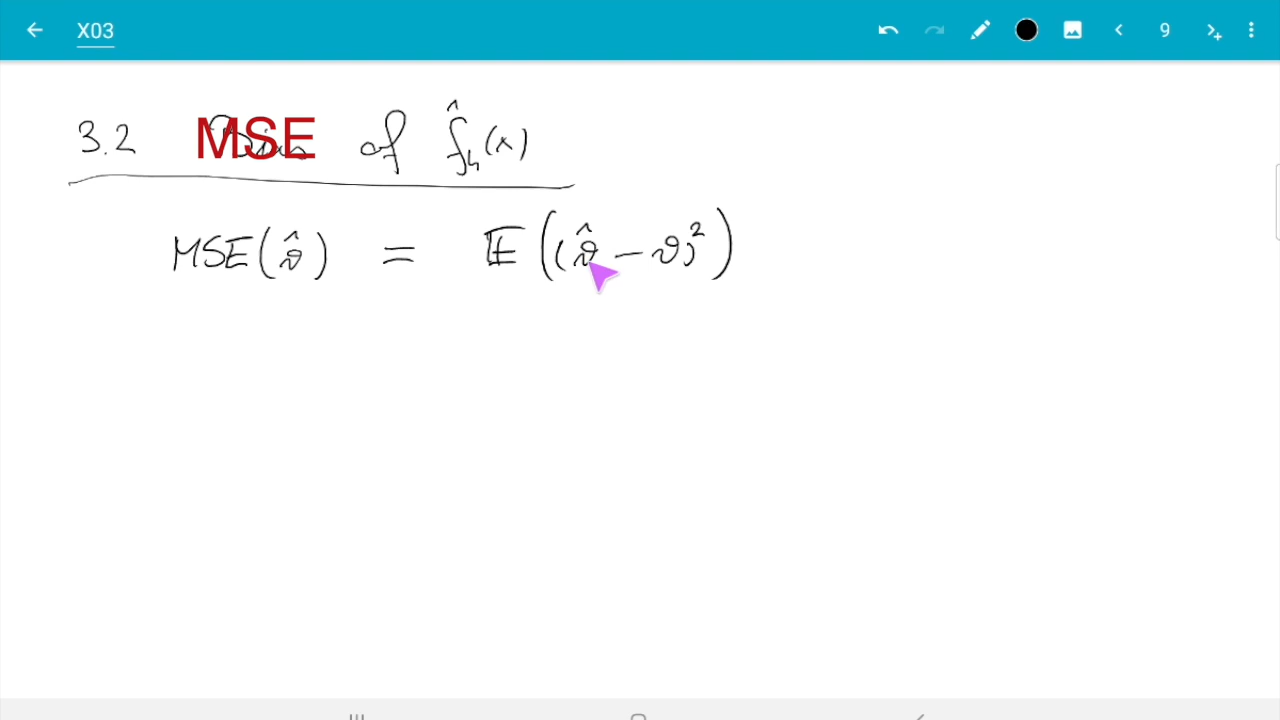 X03
9
3.2 MSE of f̂ₕ(x)
MSE(ϑ̂) = 𝔼((ϑ̂ − ϑ)²)